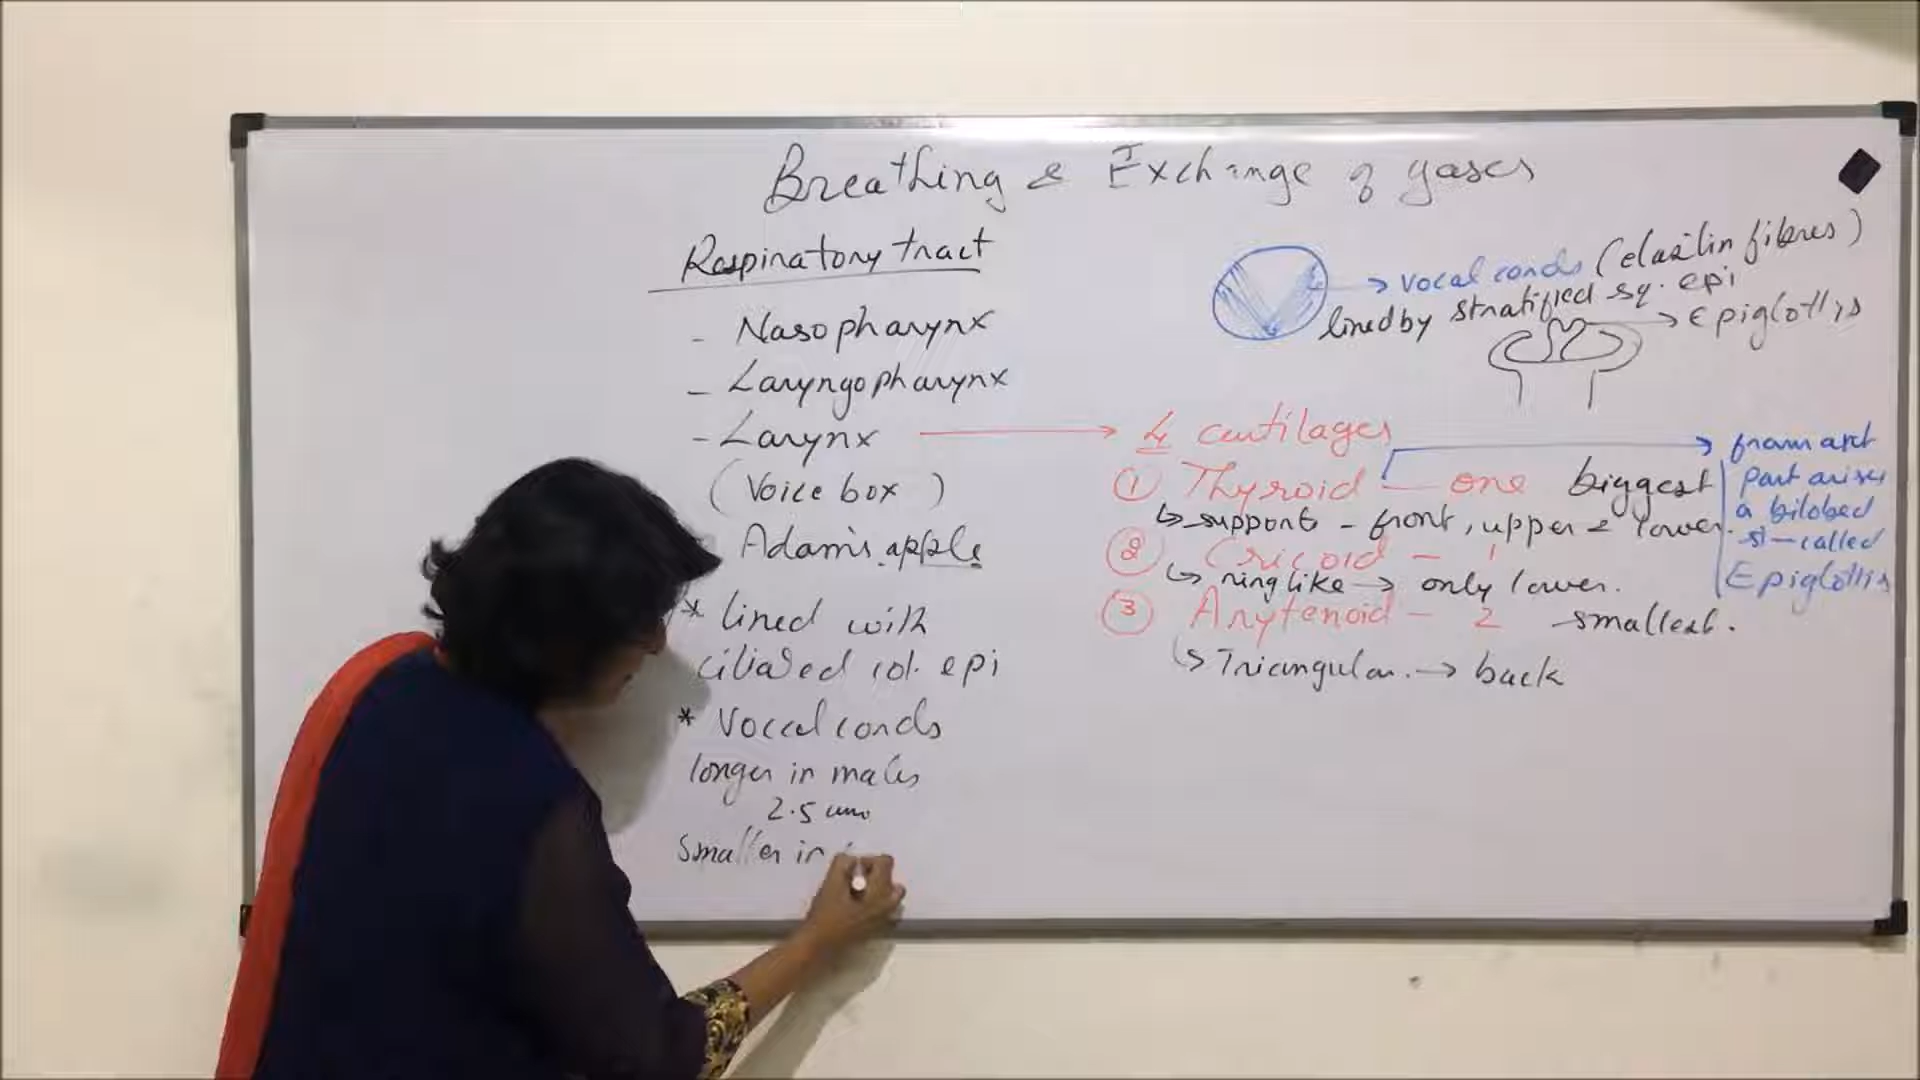 Breathing & Exchange of gases
Respiratory tract
- Nasopharynx
- Laryngopharynx
- Larynx
(Voice box)
Adam's apple
* lined with
ciliated col. epi
* Vocal cords
longer in males
2.5 cm
Smaller in
→ vocal cords (elastin fibres)
lined by stratified sq. epi
→ Epiglottis
→ 4 cartilages
① Thyroid — one biggest
↳ support - front, upper & lower.
② Cricoid - 1
↳ ring like → only lower.
③ Arytenoid - 2 smallest.
↳ Triangular. → back
→ from ant
part arises
a bilobed
st - called
Epiglottis